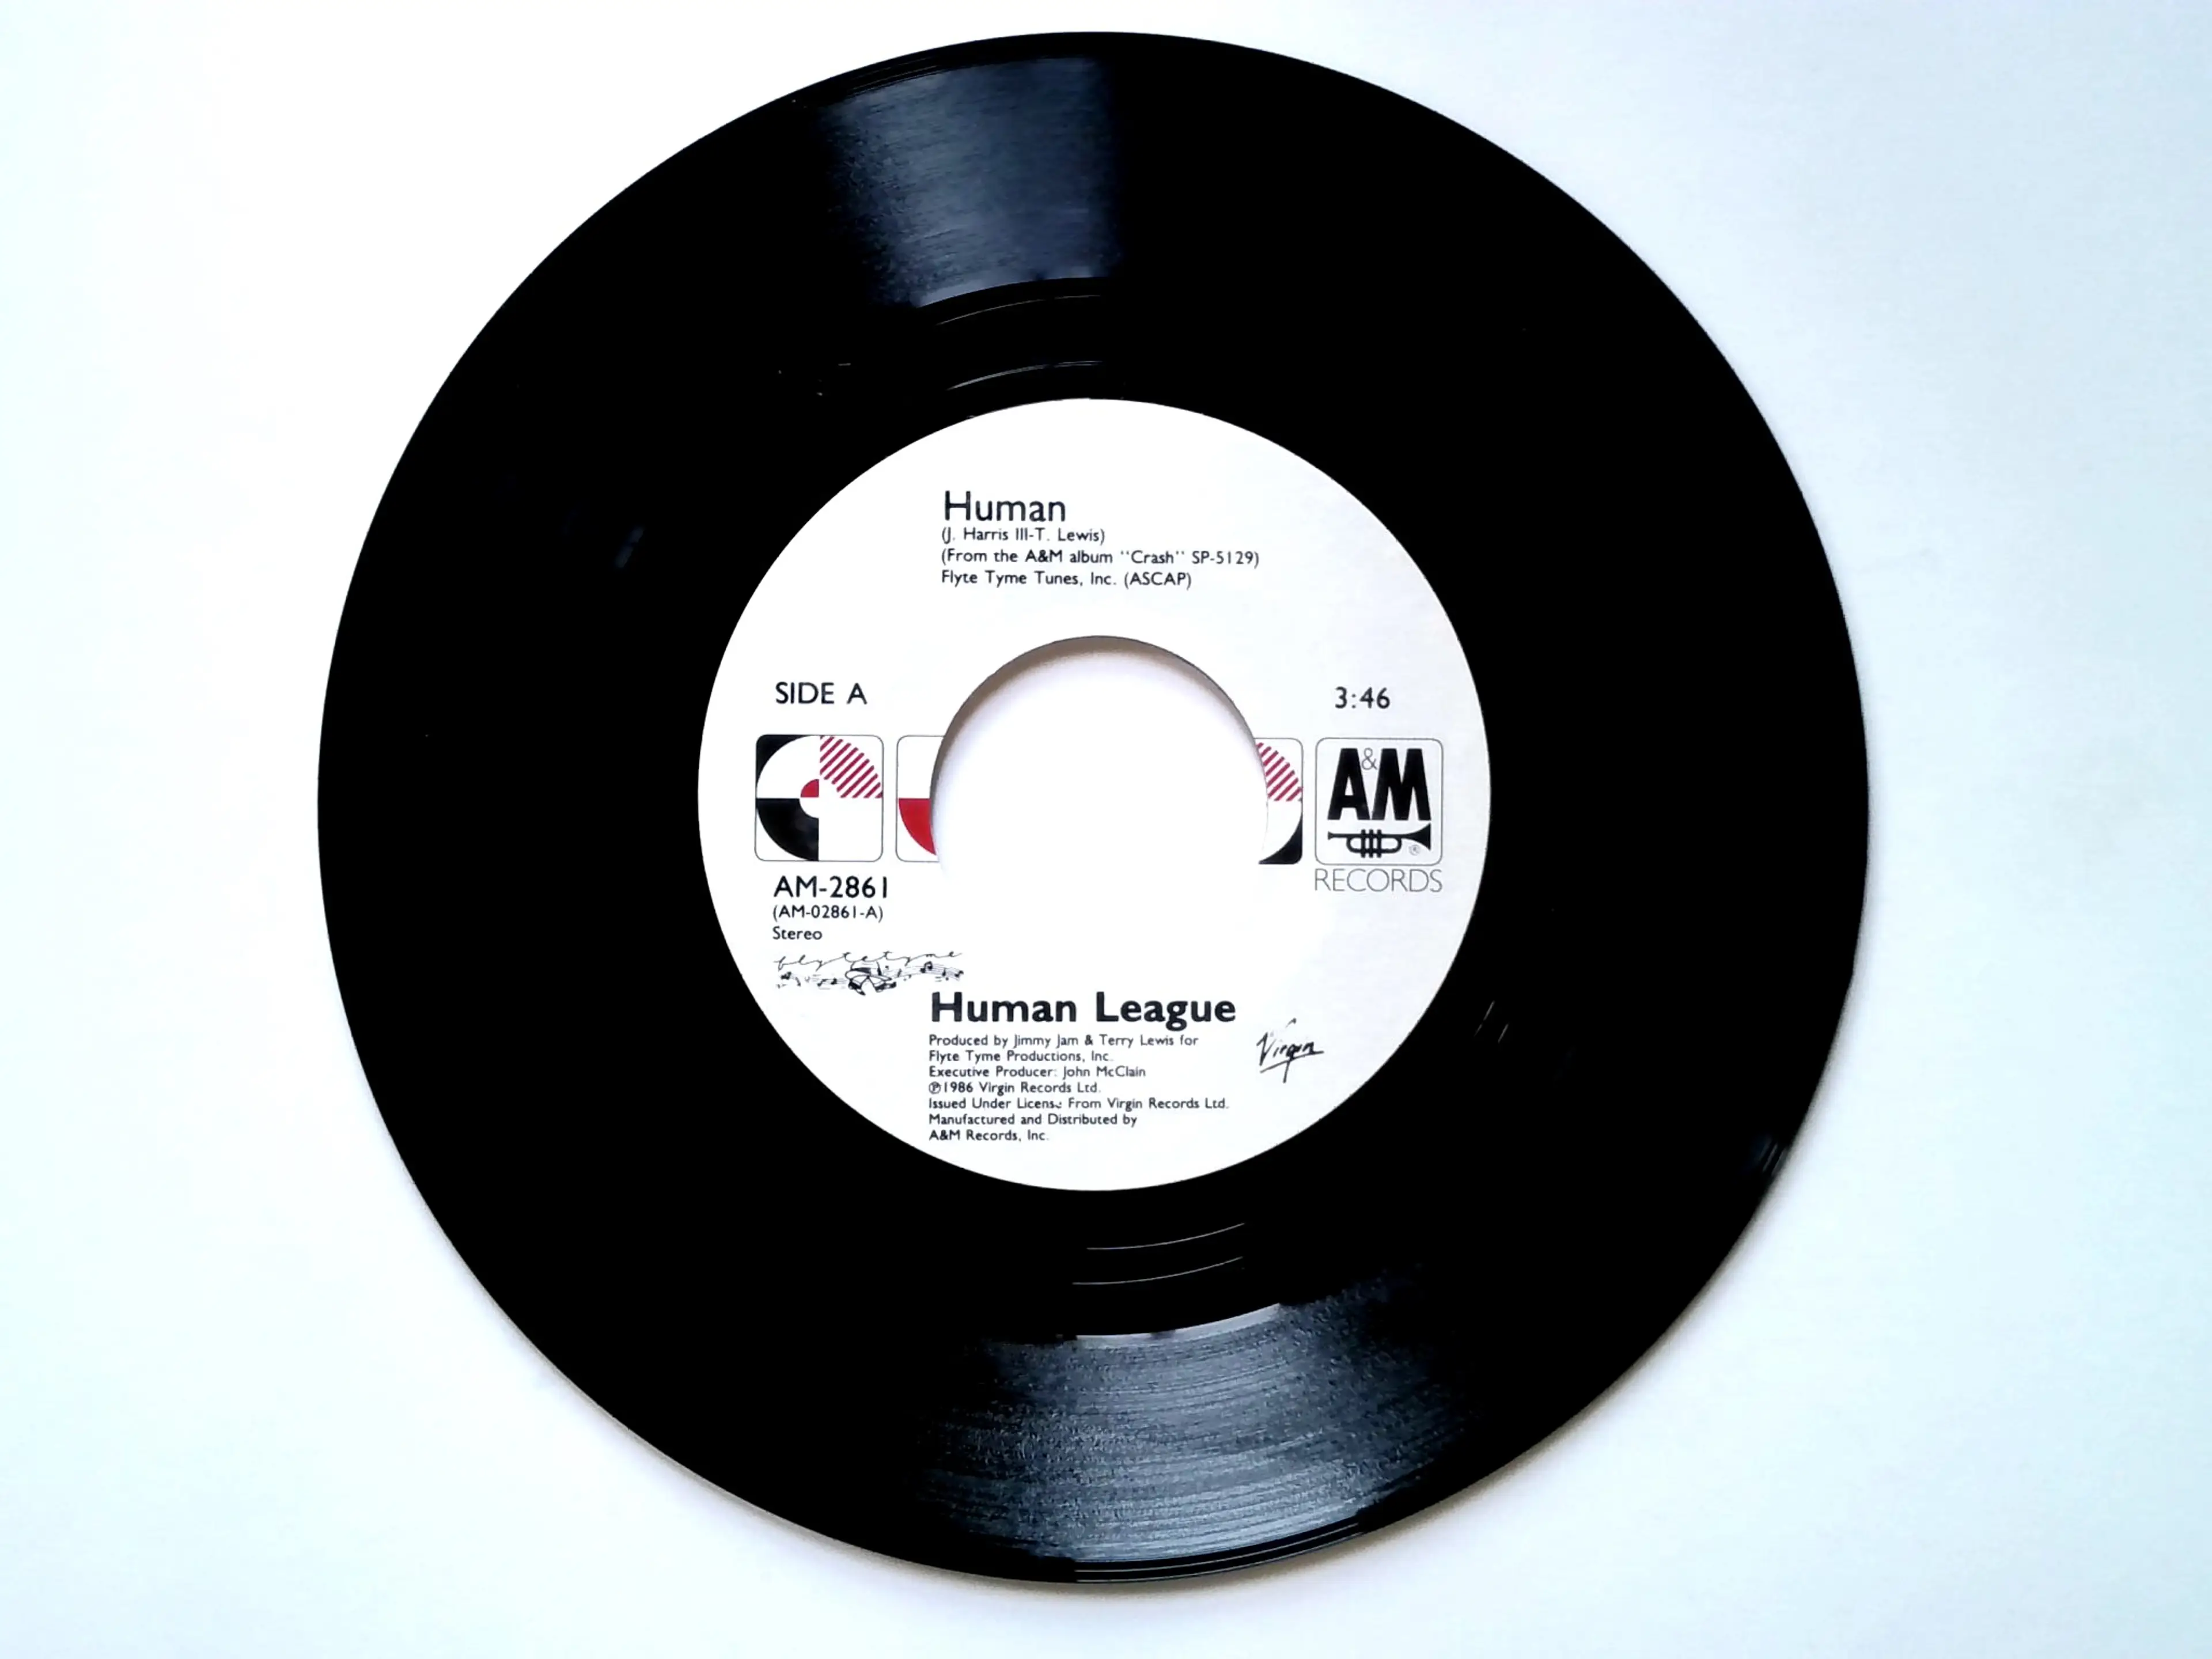 Human
(J. Harris III-T. Lewis)
(From the A&M album "Crash" SP-5129)
Flyte Tyme Tunes, Inc. (ASCAP)
SIDE A
3:46
A&M
®
RECORDS
AM-2861
(AM-02861-A)
Stereo
flytetyme
Human League
Produced by Jimmy Jam & Terry Lewis for
Flyte Tyme Productions, Inc.
Executive Producer: John McClain
℗1986 Virgin Records Ltd.
Issued Under License From Virgin Records Ltd.
Manufactured and Distributed by
A&M Records, Inc.
Virgin